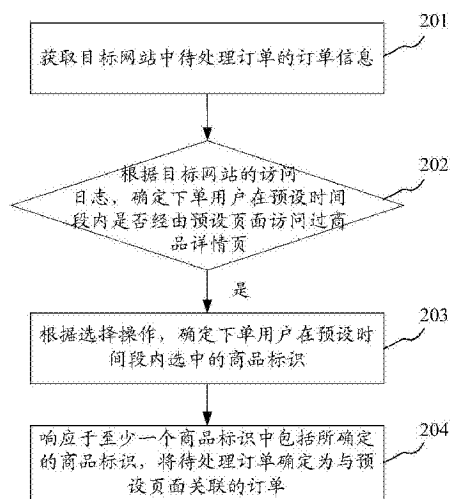 201
获取目标网站中待处理订单的订单信息
202
根据目标网站的访问
日志，确定下单用户在预设时间
段内是否经由预设页面访问过商
品详情页
是
203
根据选择操作，确定下单用户在预设时
间段内选中的商品标识
204
响应于至少一个商品标识中包括所确定
的商品标识，将待处理订单确定为与预
设页面关联的订单